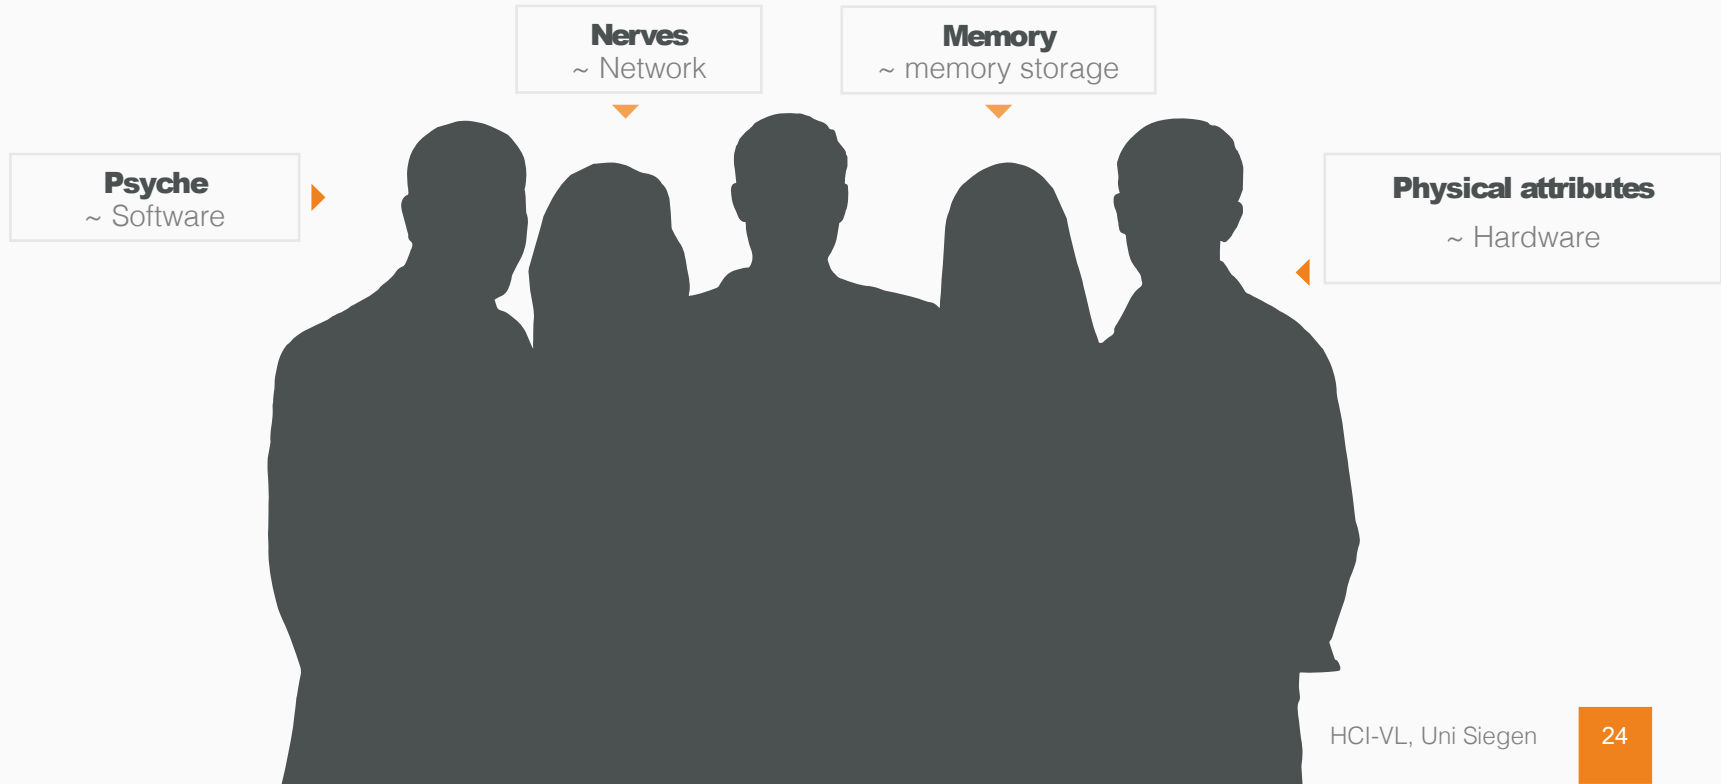 Nerves
~ Network
Memory
~ memory storage
Psyche
~ Software
Physical attributes
~ Hardware
HCI-VL, Uni Siegen
24